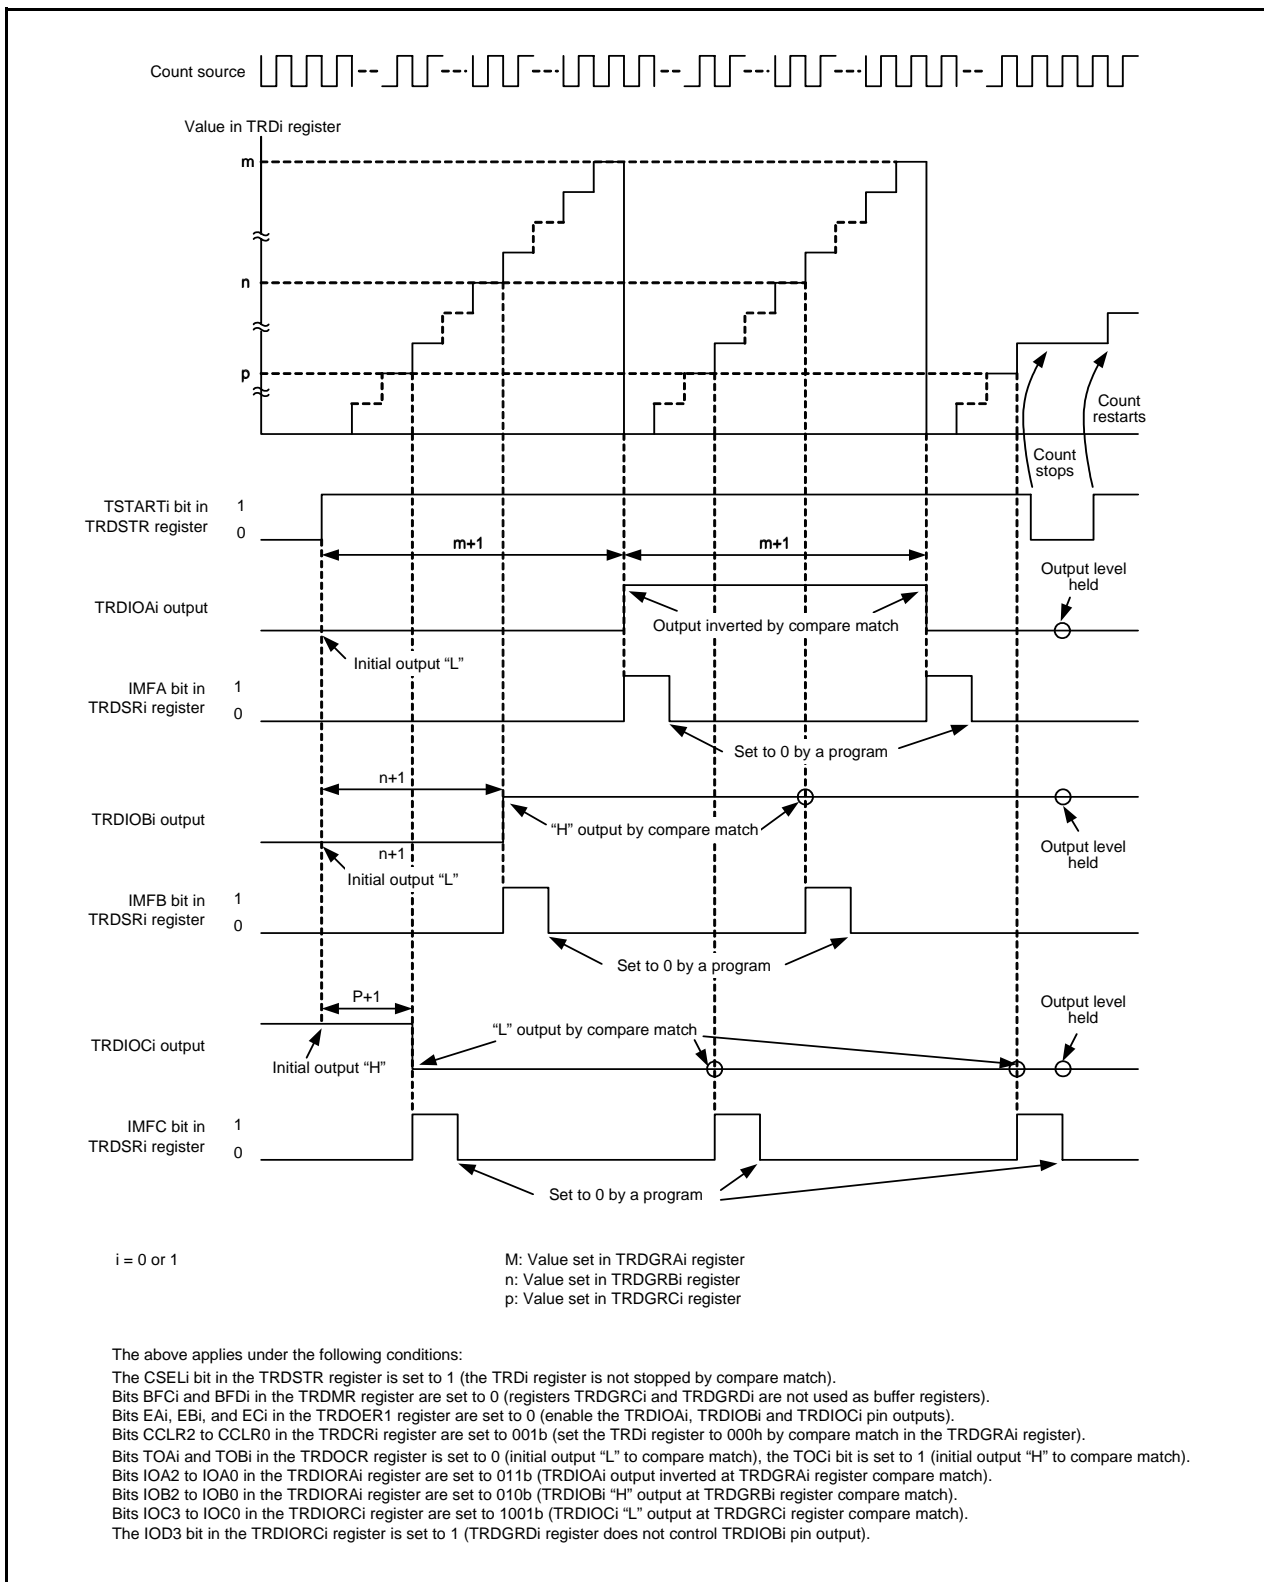 Count source
Value in TRDi register
m
n
p
Count
restarts
Count
stops
TSTARTi bit in
TRDSTR register
1
0
m+1
m+1
Output level
held
TRDIOAi output
Output inverted by compare match
Initial output “L”
IMFA bit in
TRDSRi register
1
0
Set to 0 by a program
n+1
TRDIOBi output
“H” output by compare match
n+1
Output level
held
Initial output “L”
IMFB bit in
TRDSRi register
1
0
Set to 0 by a program
P+1
Output level
held
“L” output by compare match
TRDIOCi output
Initial output “H”
IMFC bit in
TRDSRi register
1
0
Set to 0 by a program
i = 0 or 1
M: Value set in TRDGRAi register
n: Value set in TRDGRBi register
p: Value set in TRDGRCi register
The above applies under the following conditions:
The CSELi bit in the TRDSTR register is set to 1 (the TRDi register is not stopped by compare match).
Bits BFCi and BFDi in the TRDMR register are set to 0 (registers TRDGRCi and TRDGRDi are not used as buffer registers).
Bits EAi, EBi, and ECi in the TRDOER1 register are set to 0 (enable the TRDIOAi, TRDIOBi and TRDIOCi pin outputs).
Bits CCLR2 to CCLR0 in the TRDCRi register are set to 001b (set the TRDi register to 000h by compare match in the TRDGRAi register).
Bits TOAi and TOBi in the TRDOCR register is set to 0 (initial output “L” to compare match), the TOCi bit is set to 1 (initial output “H” to compare match).
Bits IOA2 to IOA0 in the TRDIORAi register are set to 011b (TRDIOAi output inverted at TRDGRAi register compare match).
Bits IOB2 to IOB0 in the TRDIORAi register are set to 010b (TRDIOBi “H” output at TRDGRBi register compare match).
Bits IOC3 to IOC0 in the TRDIORCi register are set to 1001b (TRDIOCi “L” output at TRDGRCi register compare match).
The IOD3 bit in the TRDIORCi register is set to 1 (TRDGRDi register does not control TRDIOBi pin output).